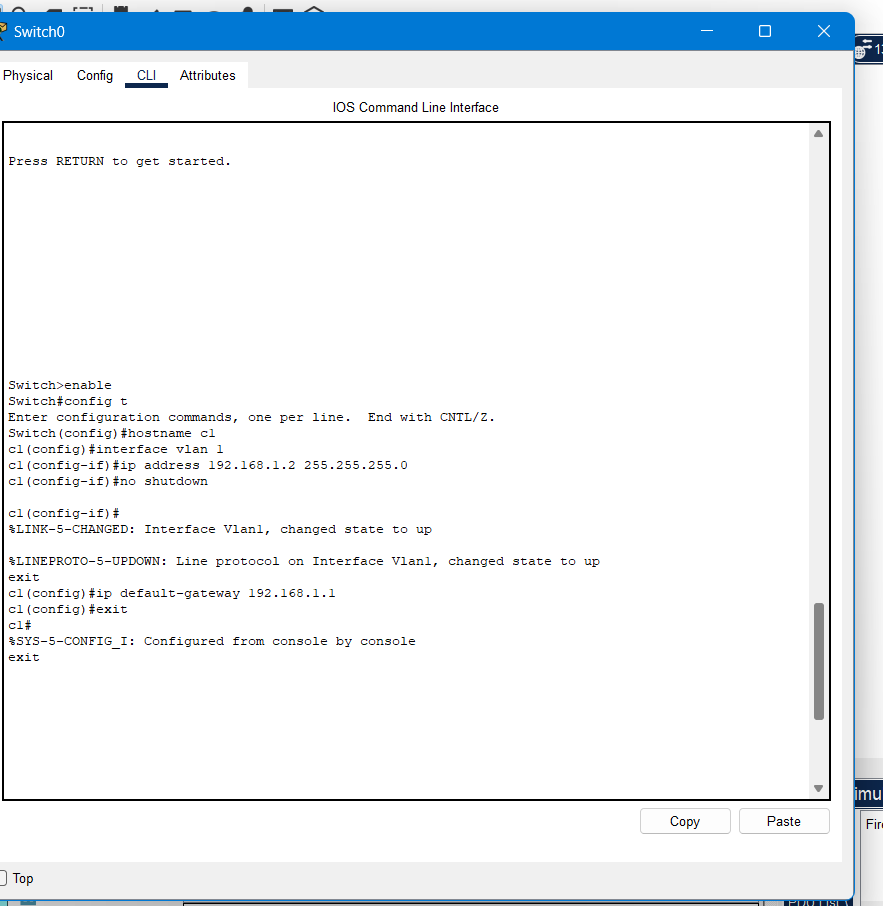 Switch0
Physical Config CLI Attributes
IOS Command Line Interface
Press RETURN to get started.
Switch>enable
Switch#config t
Enter configuration commands, one per line.  End with CNTL/Z.
Switch(config)#hostname c1
c1(config)#interface vlan 1
c1(config-if)#ip address 192.168.1.2 255.255.255.0
c1(config-if)#no shutdown
c1(config-if)#
%LINK-5-CHANGED: Interface Vlan1, changed state to up
%LINEPROTO-5-UPDOWN: Line protocol on Interface Vlan1, changed state to up
exit
c1(config)#ip default-gateway 192.168.1.1
c1(config)#exit
c1#
%SYS-5-CONFIG_I: Configured from console by console
exit
Copy Paste
Top